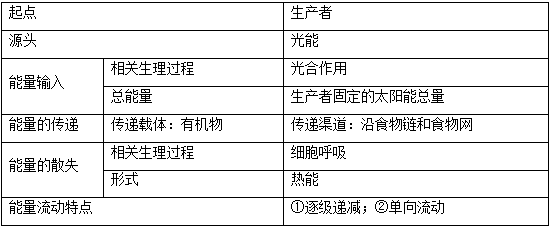 起点 生产者
源头 光能
能量输入 相关生理过程 光合作用
总能量 生产者固定的太阳能总量
能量的传递 传递载体：有机物 传递渠道：沿食物链和食物网
能量的散失 相关生理过程 细胞呼吸
形式 热能
能量流动特点 ①逐级递减；②单向流动